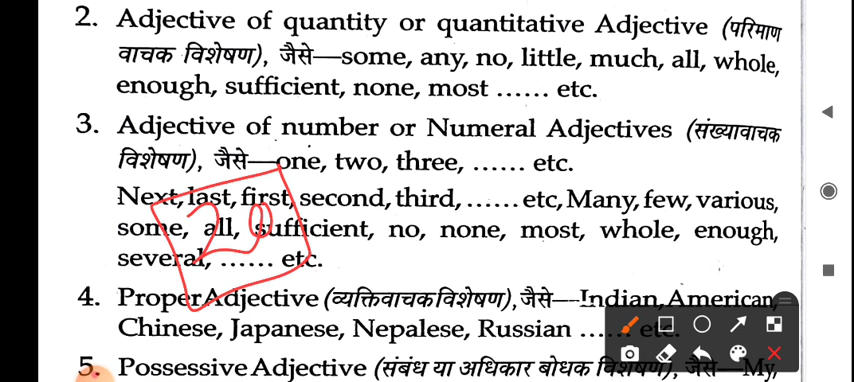 2. Adjective of quantity or quantitative Adjective (परिमाण
वाचक विशेषण), जैसे—some, any, no, little, much, all, whole,
enough, sufficient, none, most ...... etc.
3. Adjective of number or Numeral Adjectives (संख्यावाचक
विशेषण), जैसे—one, two, three, ...... etc.
Next, last, first, second, third, ...... etc, Many, few, various,
some, all, sufficient, no, none, most, whole, enough,
several, ...... etc.
20
4. Proper Adjective (व्यक्तिवाचक विशेषण), जैसे—Indian, American,
Chinese, Japanese, Nepalese, Russian ...... etc.
5. Possessive Adjective (संबंध या अधिकार बोधक विशेषण), जैसे—My,